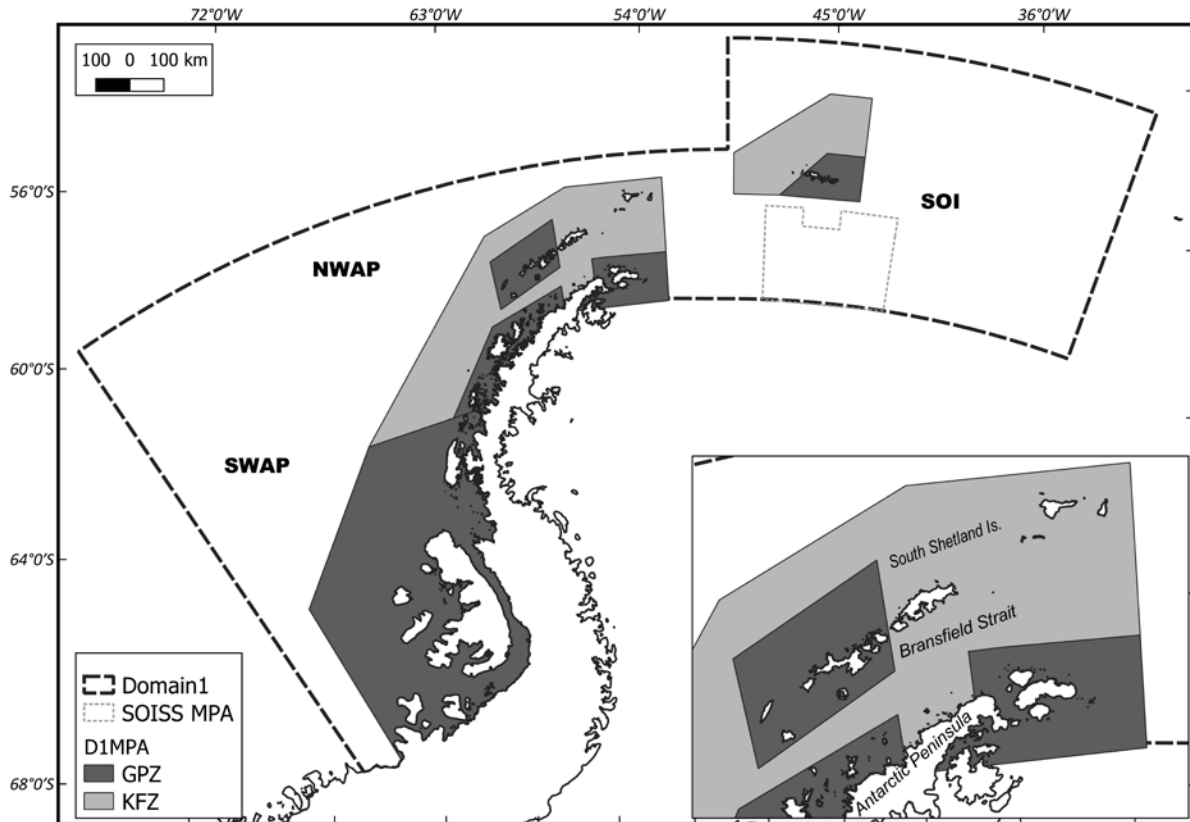 72°0'W 63°0'W 54°0'W 45°0'W 36°0'W
100 0 100 km
56°0'S
60°0'S
64°0'S
68°0'S
NWAP
SOI
SWAP
South Shetland Is.
Bransfield Strait
Antarctic Peninsula
Domain1
SOISS MPA
D1MPA
GPZ
KFZ